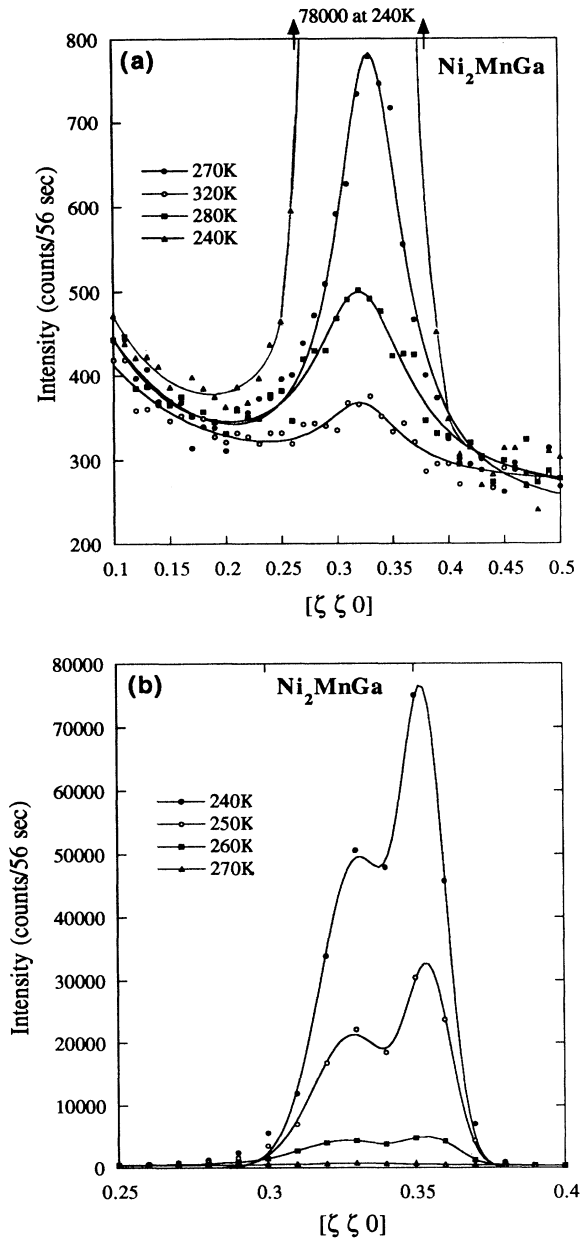 78000 at 240K
(a)
Ni₂MnGa
800
700
600
500
400
300
200
270K
320K
280K
240K
Intensity (counts/56 sec)
0.1 0.15 0.2 0.25 0.3 0.35 0.4 0.45 0.5
[ζ ζ 0]
(b)
Ni₂MnGa
80000
70000
60000
50000
40000
30000
20000
10000
0
240K
250K
260K
270K
Intensity (counts/56 sec)
0.25 0.3 0.35 0.4
[ζ ζ 0]